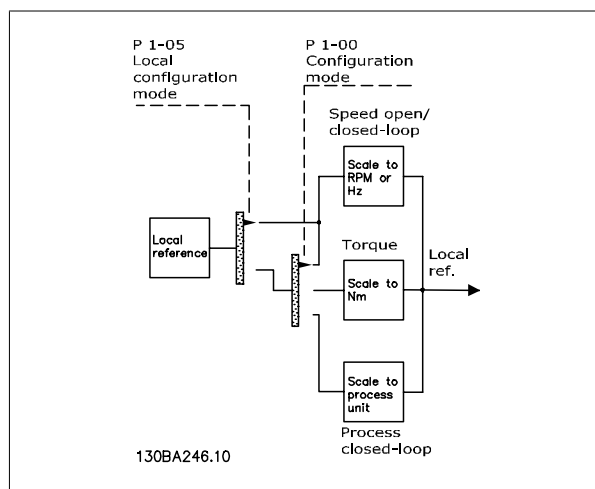 P 1-05
Local
configuration
mode
P 1-00
Configuration
mode
Speed open/
closed-loop
Scale to
RPM or
Hz
Local
reference
Torque
Scale to
Nm
Local
ref.
Scale to
process
unit
Process
closed-loop
130BA246.10